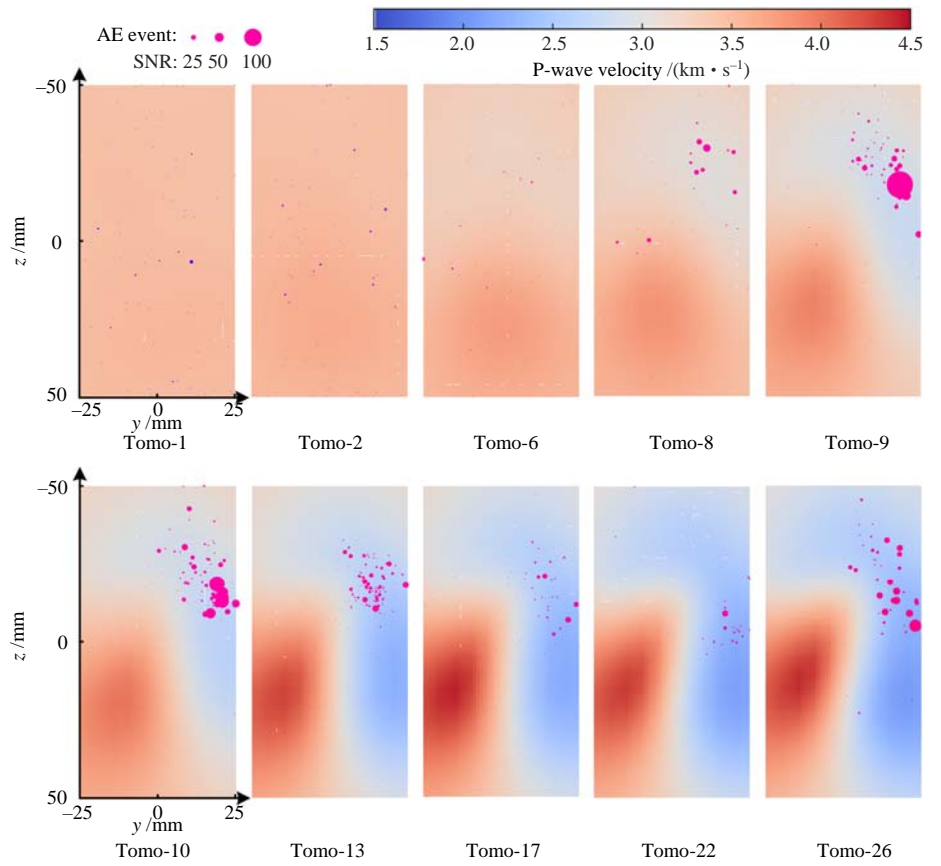 AE event:
SNR: 25 50 100
1.5 2.0 2.5 3.0 3.5 4.0 4.5
P-wave velocity /(km・s⁻¹)
−50
0
50
z /mm
−25 0 25
y /mm
Tomo-1 Tomo-2 Tomo-6 Tomo-8 Tomo-9
−50
0
50
z /mm
−25 0 25
y /mm
Tomo-10 Tomo-13 Tomo-17 Tomo-22 Tomo-26